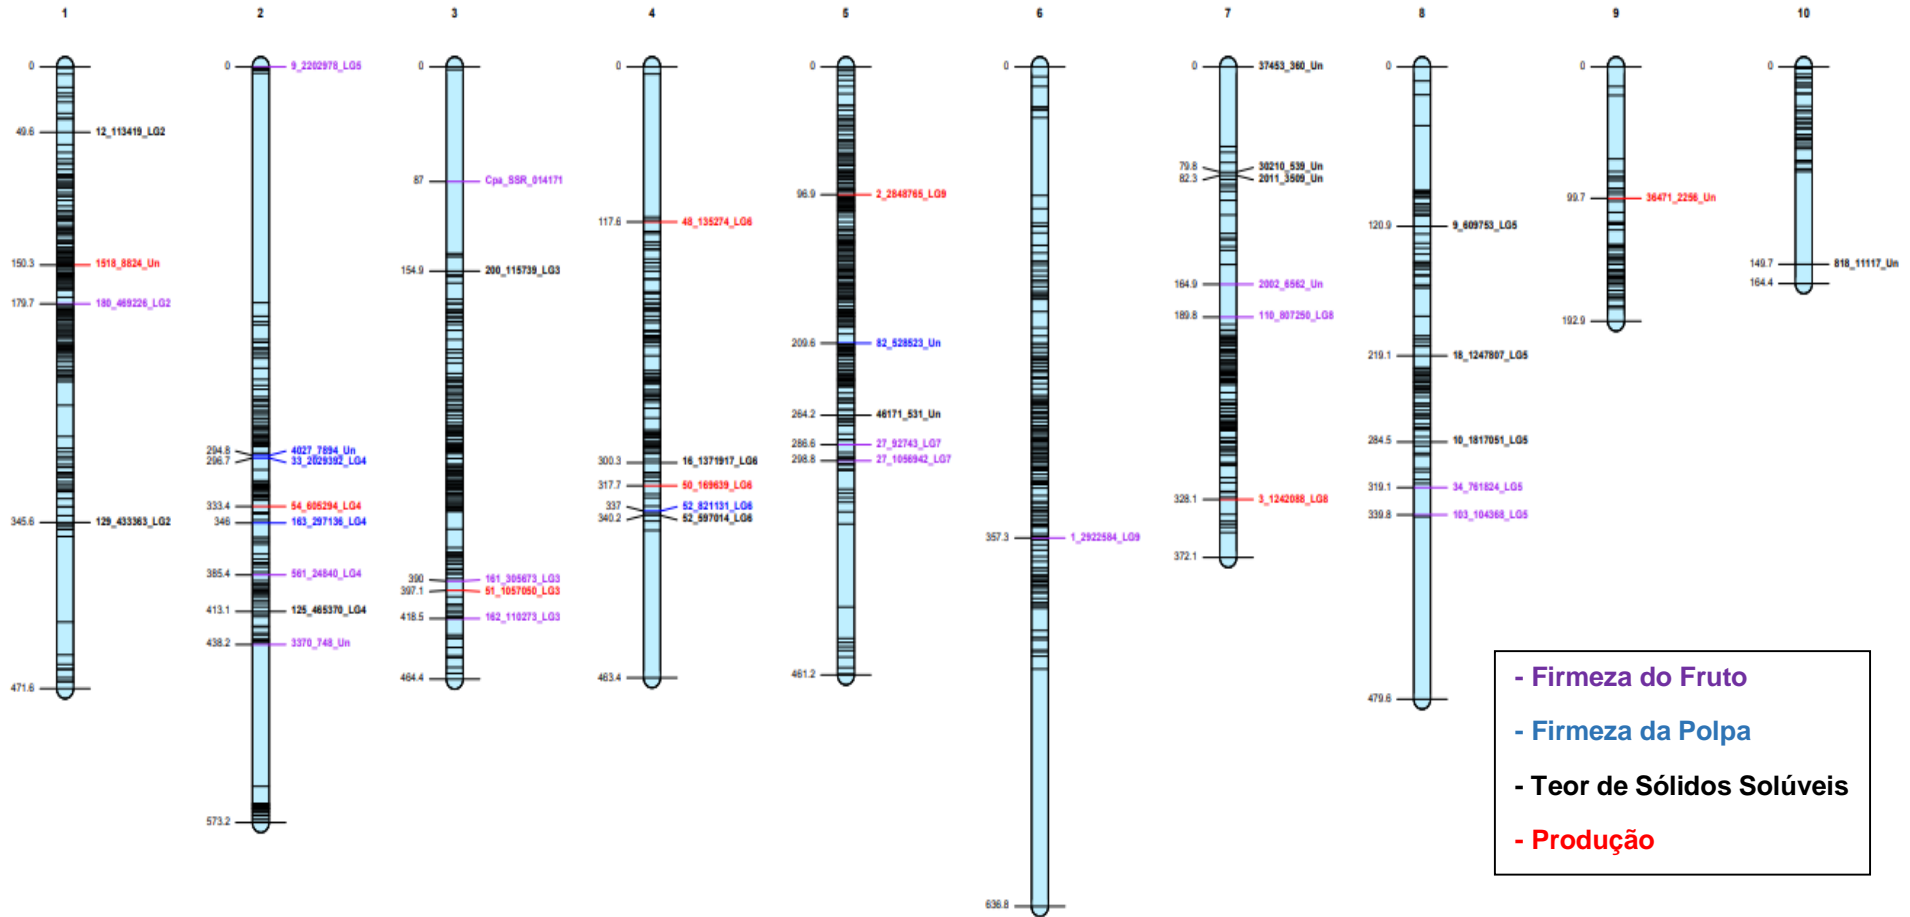 1
0
49.6
12_113419_LG2
150.3
1518_8824_Un
179.7
180_469226_LG2
345.6
129_433363_LG2
471.6
2
0
9_2202978_LG5
294.8
4027_7894_Un
296.7
33_2029392_LG4
333.4
54_605294_LG4
346
163_297136_LG4
385.4
561_24840_LG4
413.1
125_465370_LG4
438.2
3370_748_Un
573.2
3
0
87
Cpa_SSR_014171
154.9
200_115739_LG3
390
161_305673_LG3
397.1
51_1057050_LG3
418.5
162_110273_LG3
464.4
4
0
117.6
48_135274_LG6
300.3
16_1371917_LG6
317.7
50_169639_LG6
337
52_821131_LG6
340.2
52_597014_LG6
463.4
5
0
96.9
2_2848765_LG9
209.6
82_528523_Un
264.2
46171_531_Un
286.6
27_92743_LG7
298.8
27_1056942_LG7
461.2
6
0
357.3
1_2922584_LG9
636.8
7
0
37453_360_Un
79.8
30210_539_Un
82.3
2011_3509_Un
164.9
2002_6562_Un
189.8
110_807250_LG8
328.1
3_1242088_LG8
372.1
8
0
120.9
9_609753_LG5
219.1
18_1247807_LG5
284.5
10_1817051_LG5
319.1
34_761824_LG5
339.8
103_104368_LG5
479.6
9
0
99.7
36471_2256_Un
192.9
10
0
149.7
818_11117_Un
164.4
- Firmeza do Fruto
- Firmeza da Polpa
- Teor de Sólidos Solúveis
- Produção